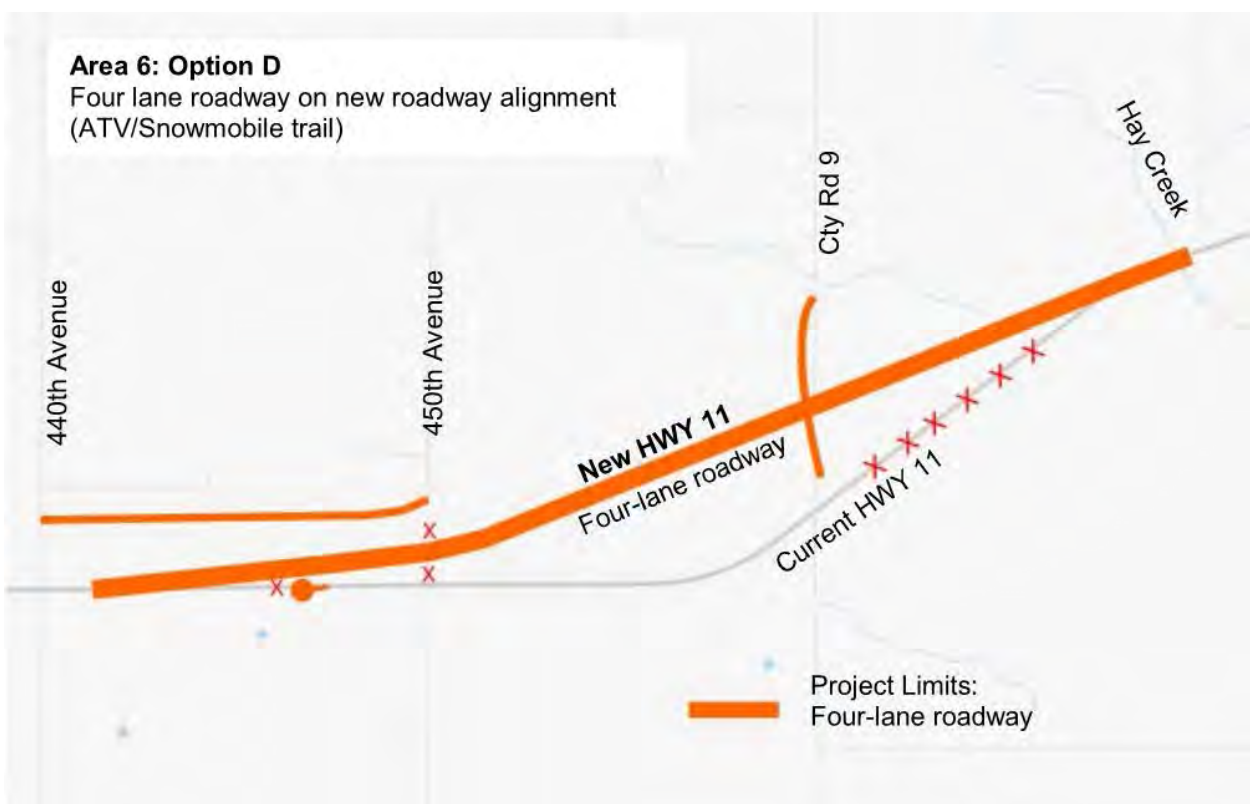 Area 6: Option D
Four lane roadway on new roadway alignment
(ATV/Snowmobile trail)
440th Avenue
450th Avenue
Cty Rd 9
Hay Creek
New HWY 11
Four-lane roadway
Current HWY 11
Project Limits:
Four-lane roadway